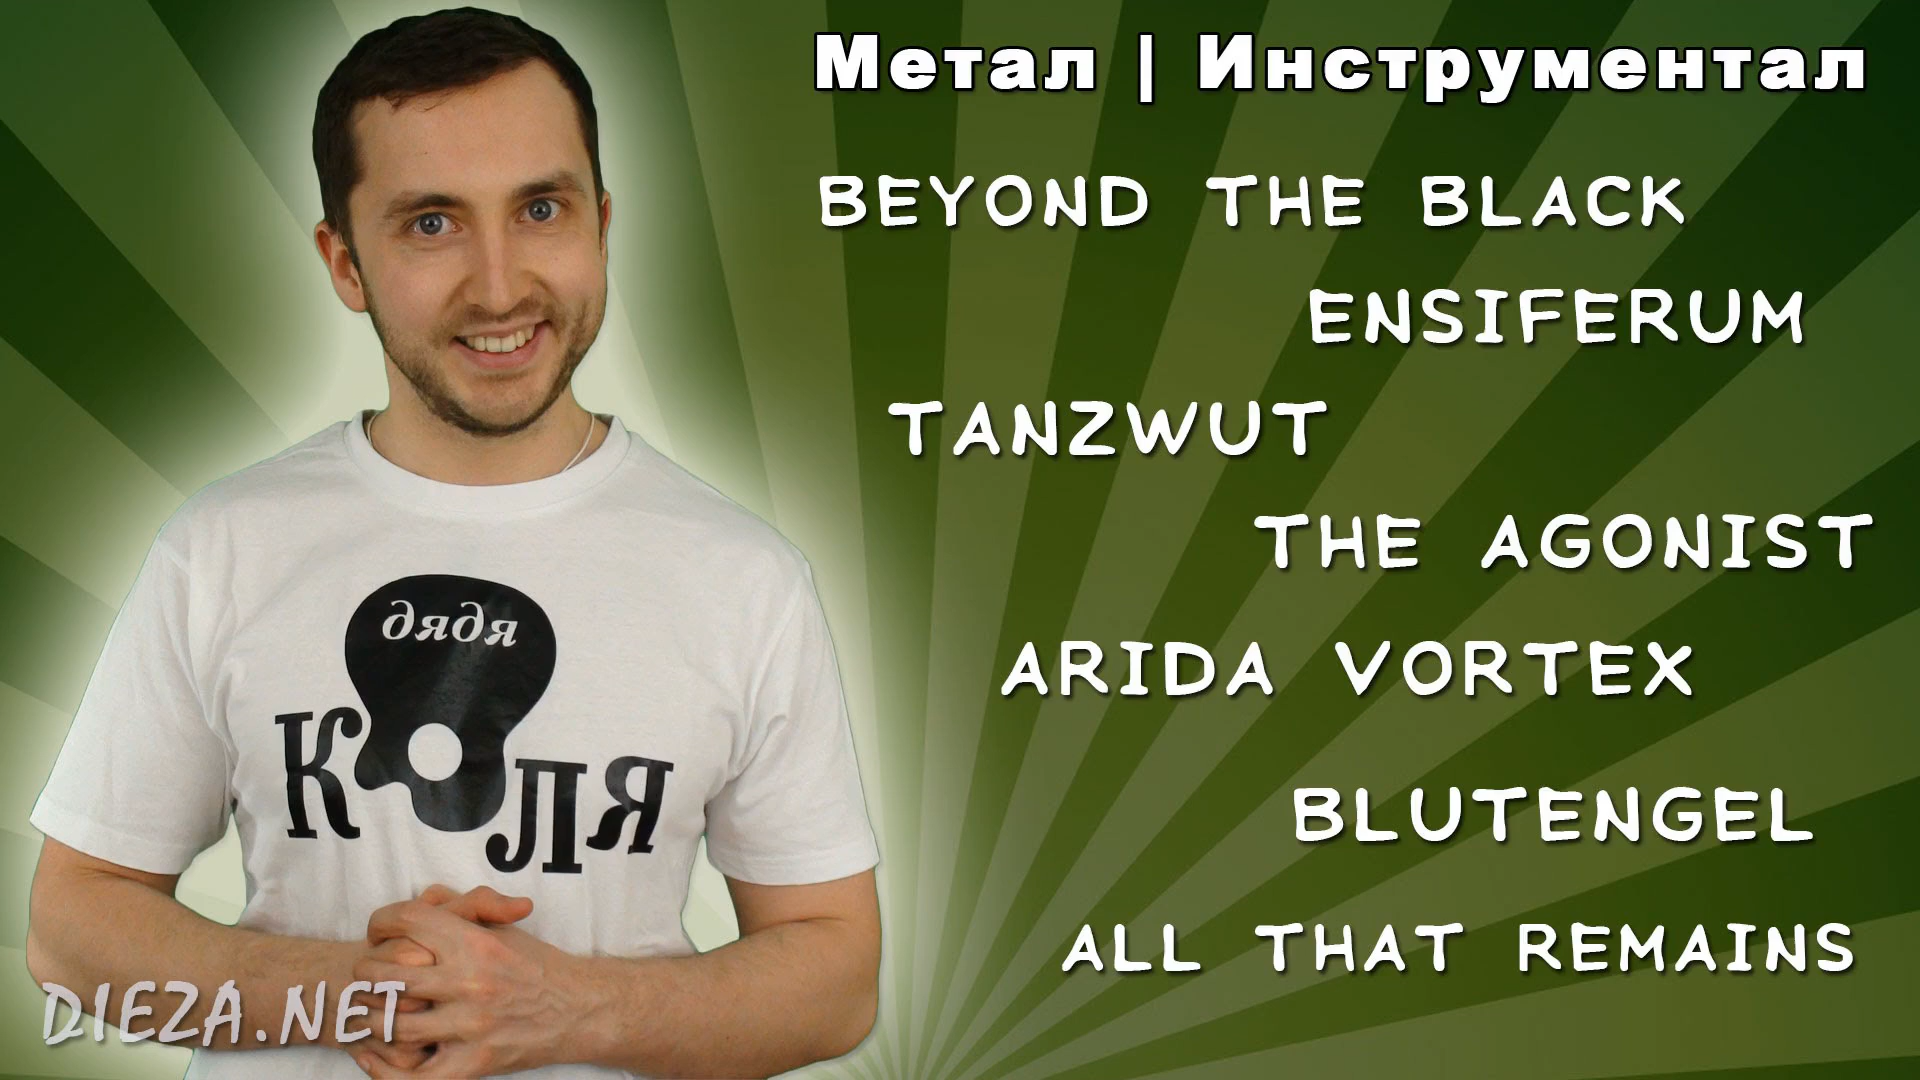 Метал | Инструментал
BEYOND THE BLACK
ENSIFERUM
TANZWUT
THE AGONIST
ARIDA VORTEX
BLUTENGEL
ALL THAT REMAINS
дядя
Коля
DIEZA.NET